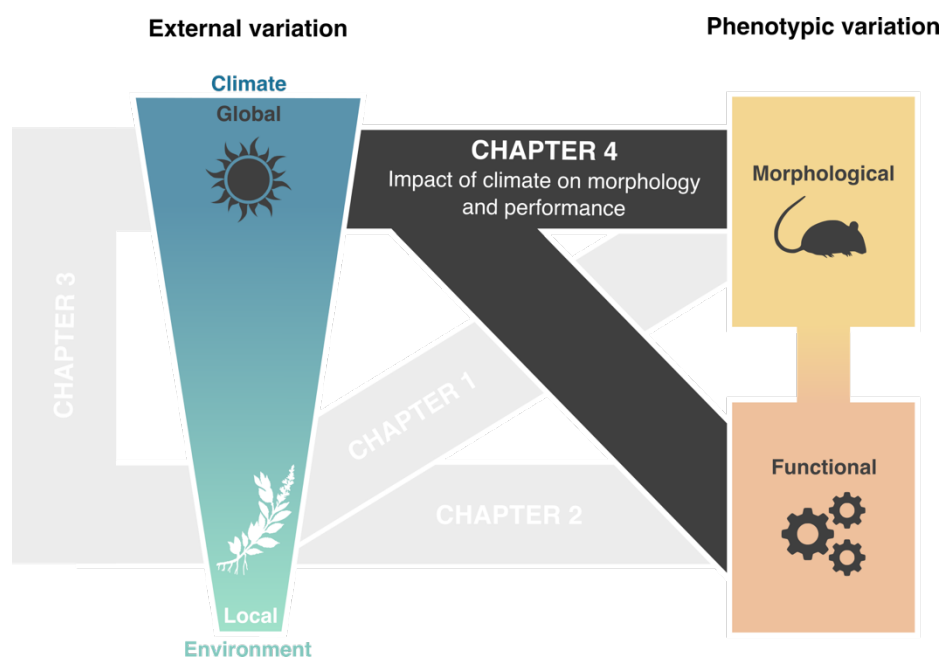 External variation
Phenotypic variation
Climate
Global
CHAPTER 4
Impact of climate on morphology
and performance
Morphological
CHAPTER 3
CHAPTER 1
Functional
CHAPTER 2
Local
Environment